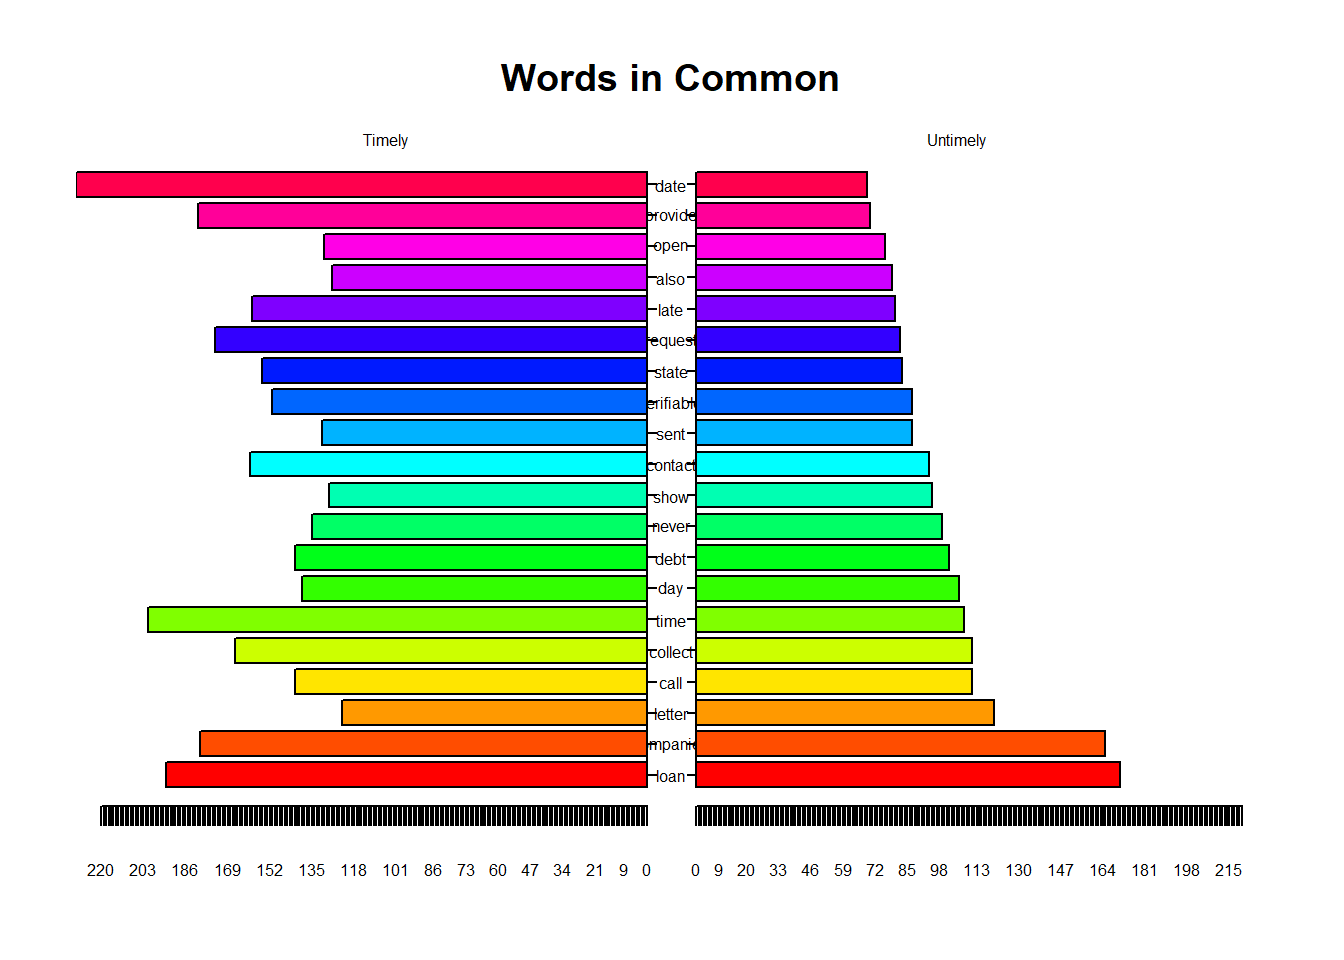 Words in Common
Timely Untimely
date
provide
open
also
late
request
state
erifiabl
sent
contact
show
never
debt
day
time
collect
call
letter
mpanie
loan
220 203 186 169 152 135 118 101 86 73 60 47 34 21 9 0 0 9 20 33 46 59 72 85 98 113 130 147 164 181 198 215